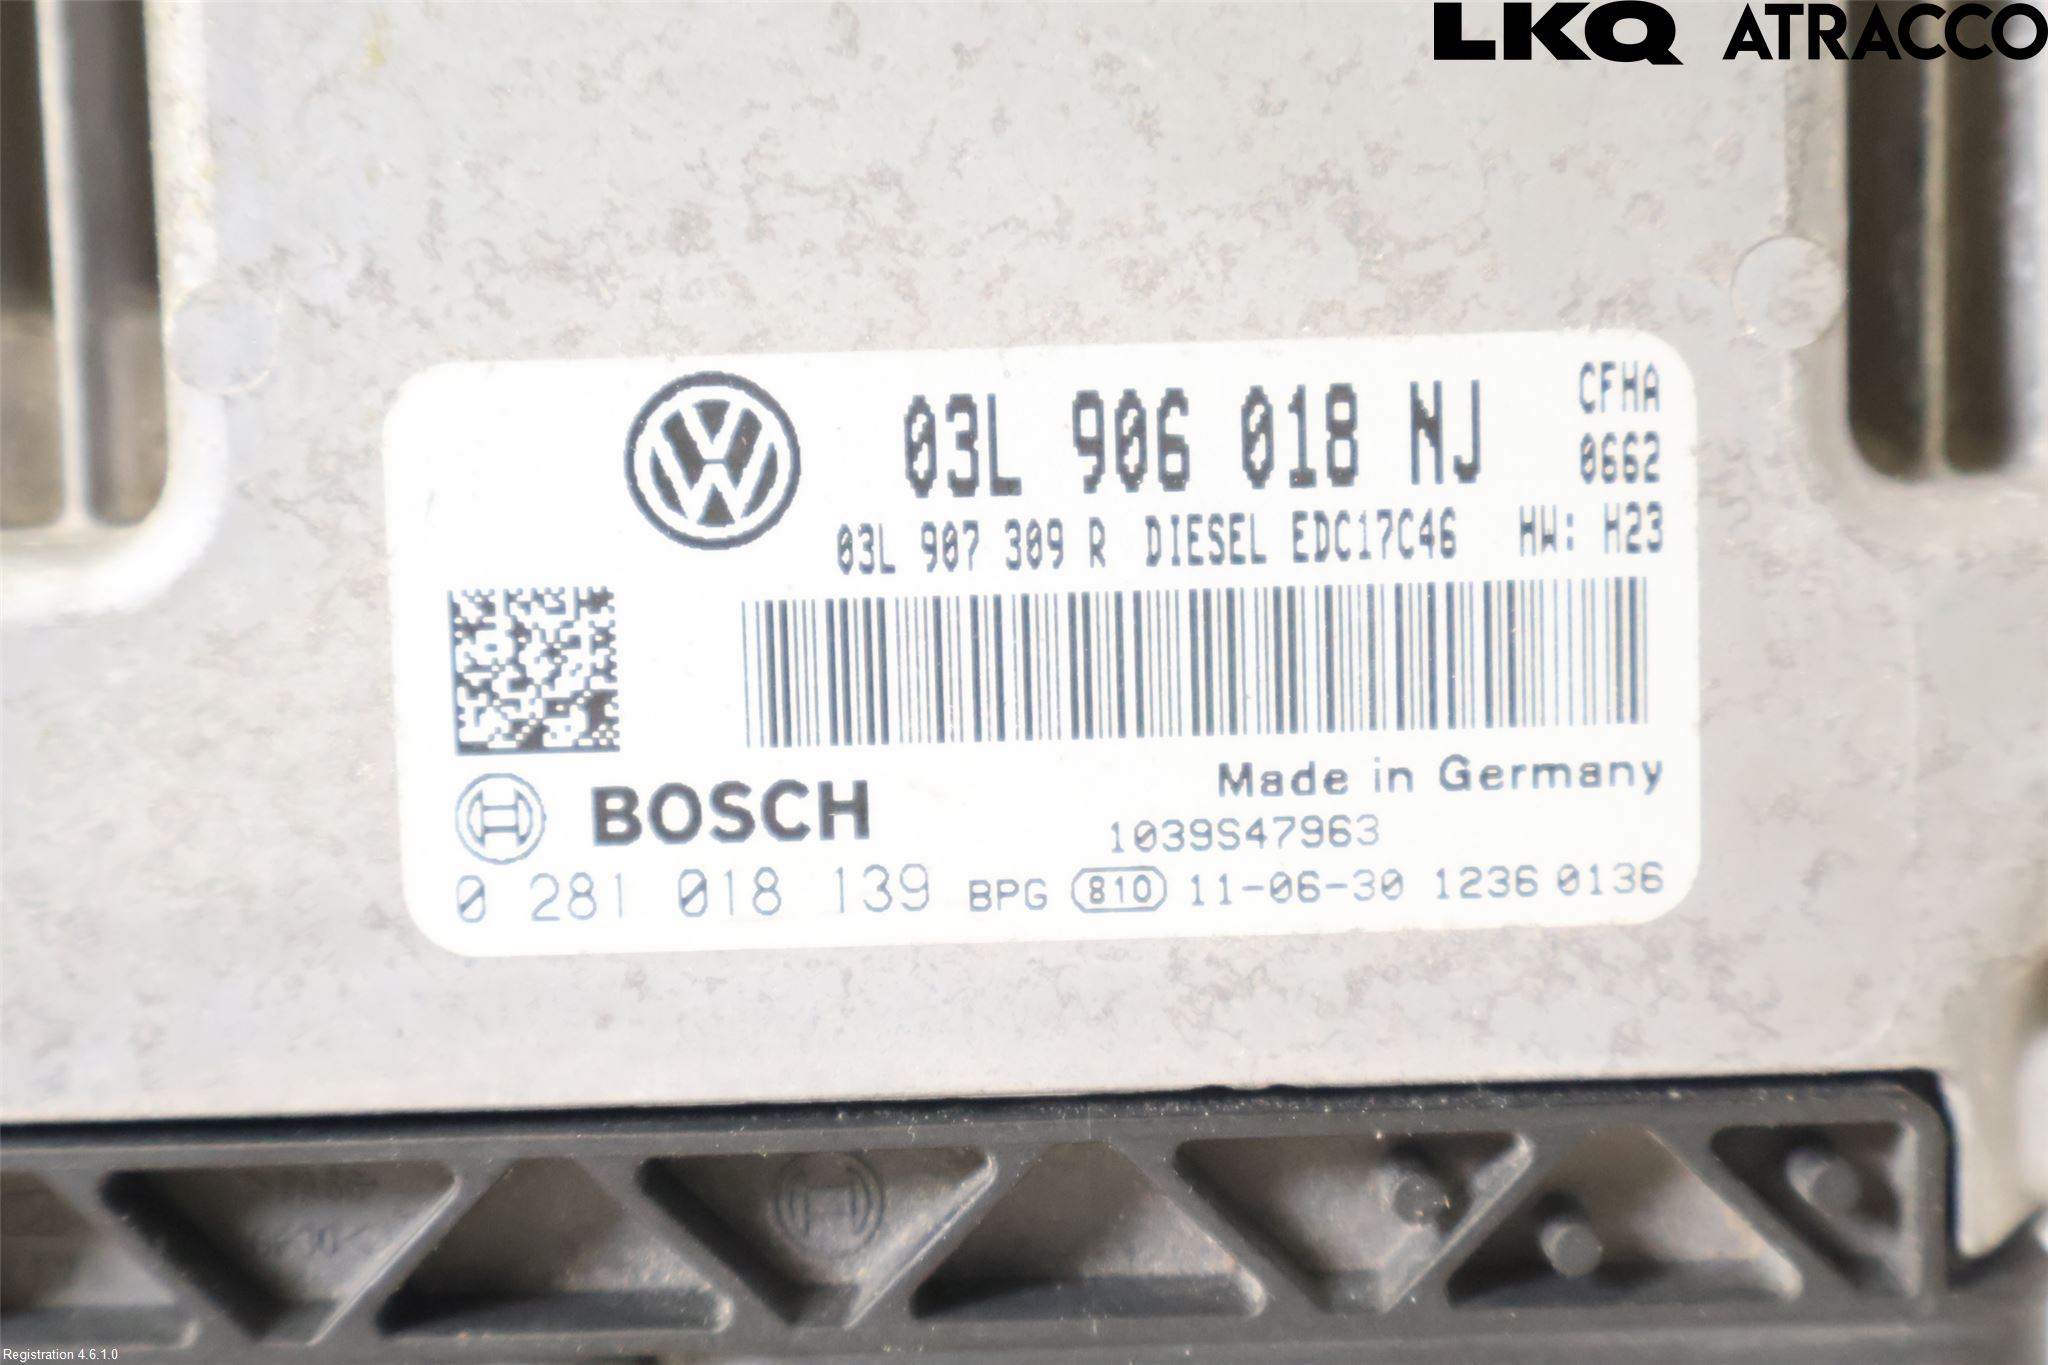 LKQ ATRACCO
03L 906 018 NJ
CFHA
0662
03L 907 309 R DIESEL EDC17C46 HW: H23
BOSCH
Made in Germany
1039S47963
0 281 018 139 BPG 810 11-06-30 1236 0136
Registration 4.6.1.0